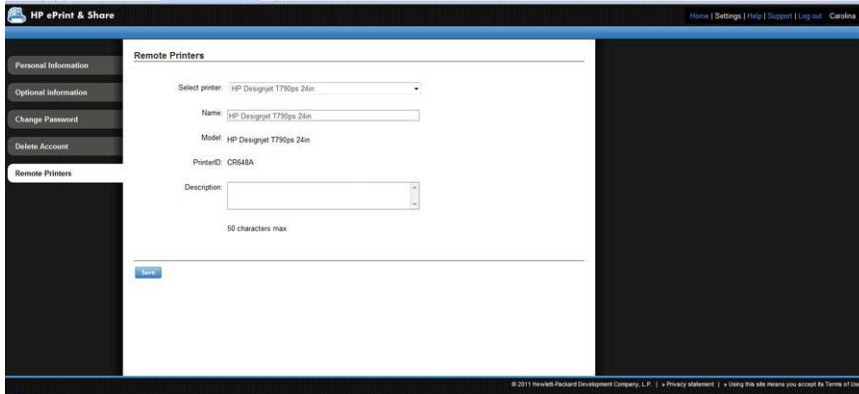 HP ePrint & Share
Home | Settings | Help | Support | Log out Carolina
Personal Information
Optional information
Change Password
Delete Account
Remote Printers
Remote Printers
Select printer: HP Designjet T790ps 24in
Name: HP Designjet T790ps 24in
Model: HP Designjet T790ps 24in
PrinterID: CR648A
Description:
50 characters max
Save
© 2011 Hewlett-Packard Development Company, L.P. | » Privacy statement | » Using this site means you accept its Terms of Use